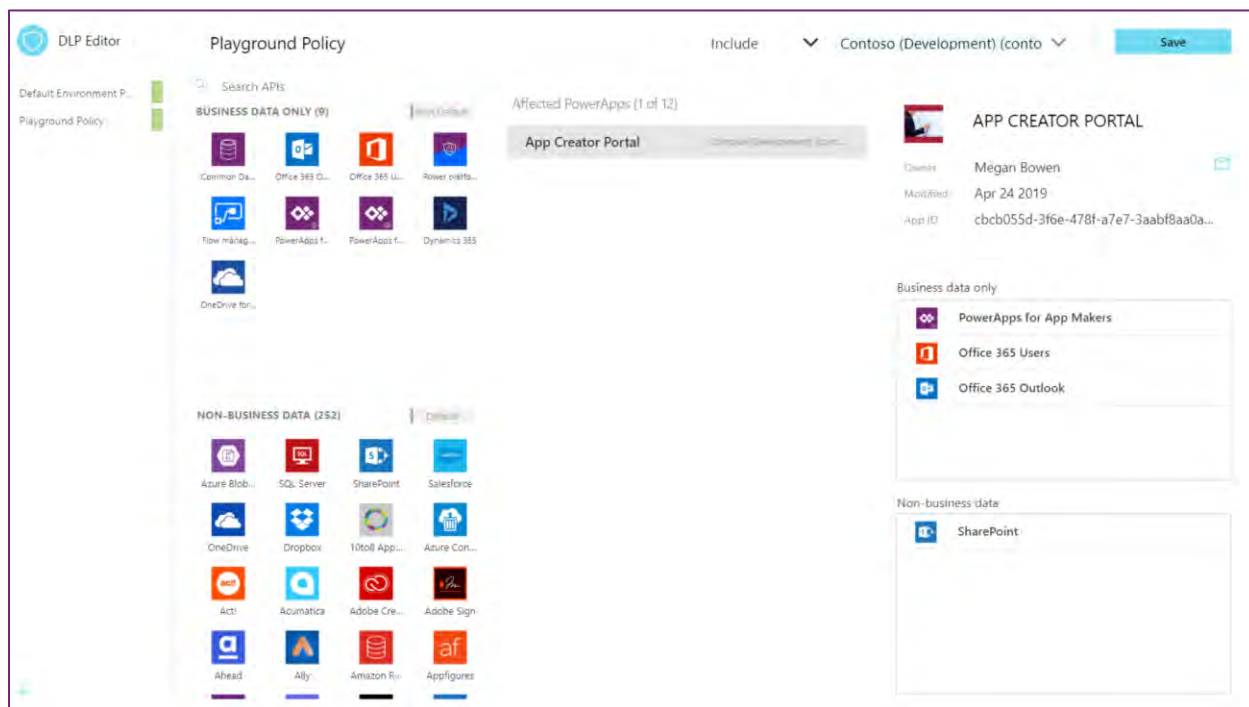 DLP Editor
Playground Policy
Include
Contoso (Development) (conto
Save
Default Environment P...
Playground Policy
Search APIs
BUSINESS DATA ONLY (9)
Common Da...
Office 365 O...
Office 365 U...
Power platfo...
Flow manag...
PowerApps f...
PowerApps f...
Dynamics 365
OneDrive for...
NON-BUSINESS DATA (252)
Default
Azure Blob...
SQL Server
SharePoint
Salesforce
OneDrive
Dropbox
10to8 App...
Azure Con...
Act!
Acumatica
Adobe Cre...
Adobe Sign
Ahead
Ally
Amazon R...
Appfigures
Affected PowerApps (1 of 12)
App Creator Portal
APP CREATOR PORTAL
Owner
Megan Bowen
Modified
Apr 24 2019
App ID
cbcb055d-3f6e-478f-a7e7-3aabf8aa0a...
Business data only
PowerApps for App Makers
Office 365 Users
Office 365 Outlook
Non-business data
SharePoint